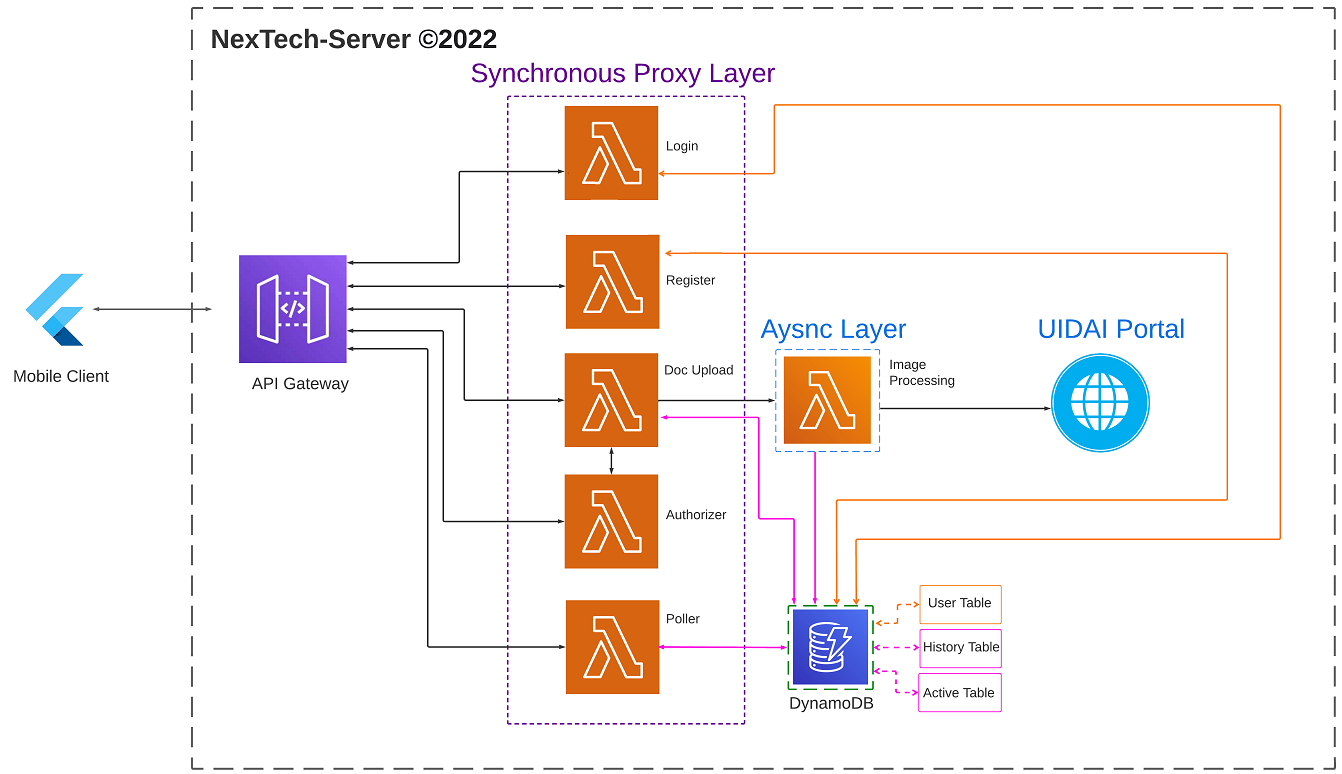 NexTech-Server ©2022
Synchronous Proxy Layer
Login
Register
Aysnc Layer
UIDAI Portal
Doc Upload
Image
Processing
</>
Mobile Client
API Gateway
Authorizer
Poller
User Table
History Table
Active Table
DynamoDB